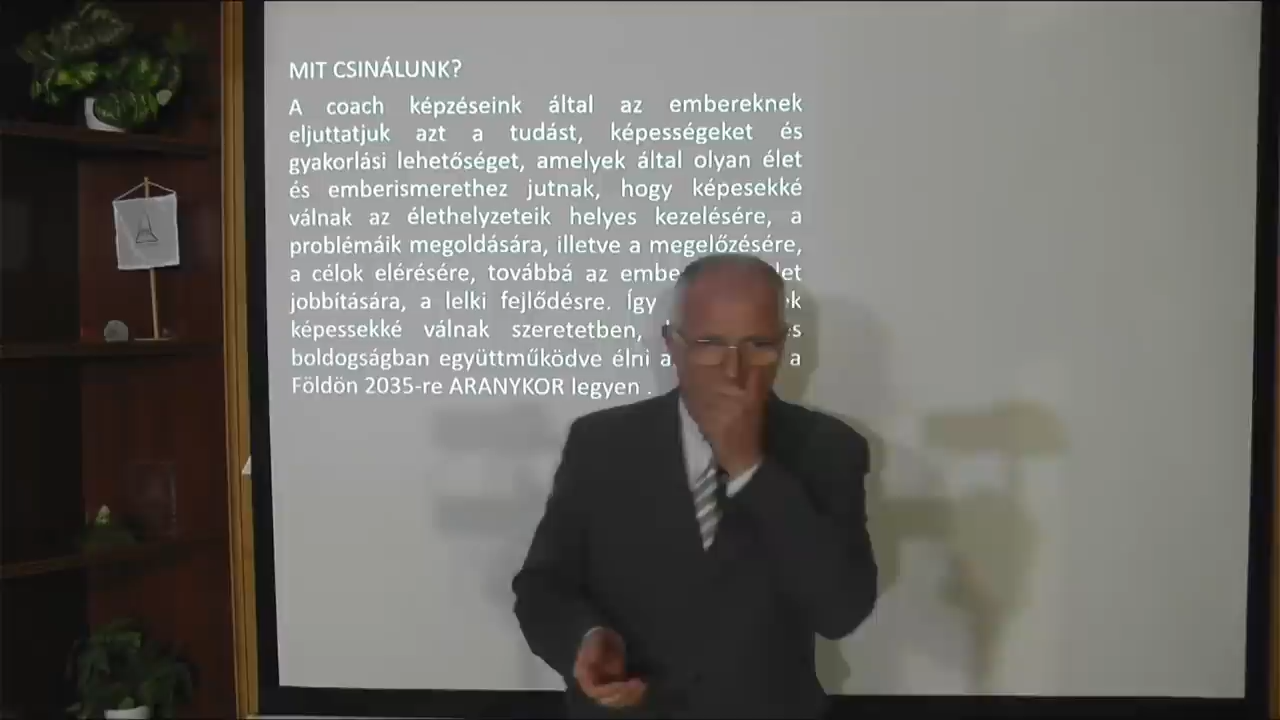 MIT CSINÁLUNK?
A coach képzéseink által az embereknek
eljuttatjuk azt a tudást, képességeket és
gyakorlási lehetőséget, amelyek által olyan élet
és emberismerethez jutnak, hogy képesekké
válnak az élethelyzeteik helyes kezelésére, a
problémáik megoldására, illetve a megelőzésére,
a célok elérésére, továbbá az
jobbítására, a lelki fejlődésre. Így
képessekké válnak szeretetben,
boldogságban együttműködve élni a
Földön 2035-re ARANYKOR legyen .